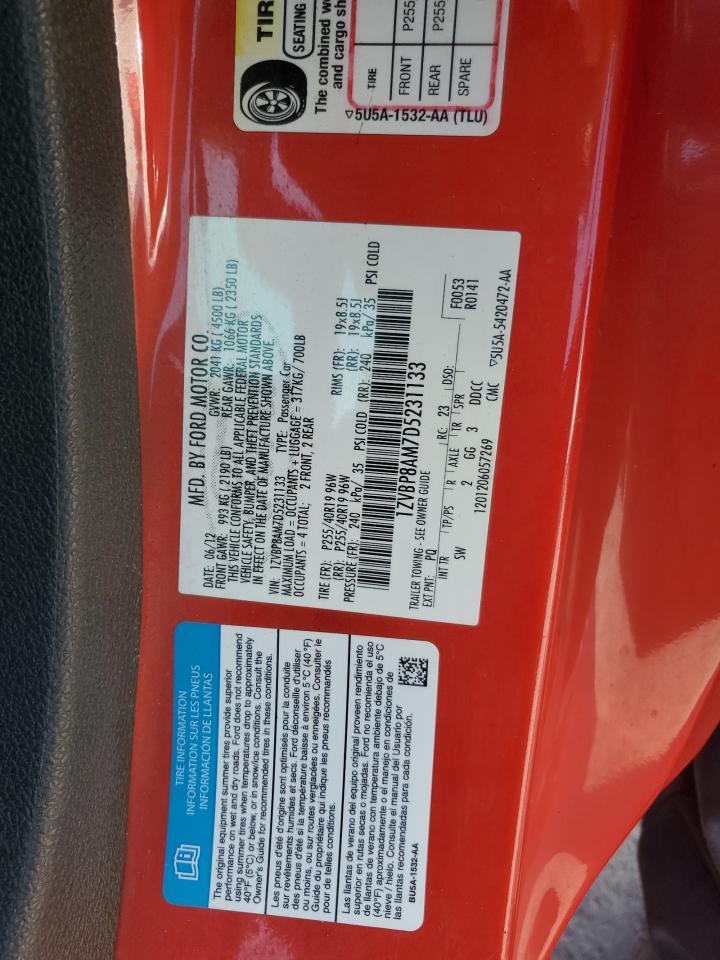 TIRE INFORMATION
INFORMATION SUR LES PNEUS
INFORMACIÓN DE LLANTAS
The original equipment summer tires provide superior
performance on wet and dry roads. Ford does not recommend
using summer tires when temperatures drop to approximately
40°F (5°C) or below, or in snow/ice conditions. Consult the
Owner's Guide for recommended tires in these conditions.
Les pneus d'été d'origine sont optimisés pour la conduite
sur revêtements humides et secs. Ford déconseille d'utiliser
des pneus d'été si la température baisse à environ 5 °C (40 °F)
ou moins, ou sur routes verglacées ou enneigées. Consulter le
Guide du propriétaire qui indique les pneus recommandés
pour de telles conditions.
Las llantas de verano del equipo original proveen rendimiento
superior en rutas secas o mojadas. Ford no recomienda el uso
de llantas de verano con temperatura ambiente debajo de 5°C
(40°F) aproximadamente o el manejo en condiciones de
nieve / hielo. Consulte el manual del Usuario por
las llantas recomendadas para cada condición.
BU5A-1532-AA
MFD. BY FORD MOTOR CO.
DATE: 06/12 GVWR: 2041 KG ( 4500 LB)
FRONT GAWR: 993 KG ( 2190 LB) REAR GAWR: 1066 KG ( 2350 LB)
THIS VEHICLE CONFORMS TO ALL APPLICABLE FEDERAL MOTOR
VEHICLE SAFETY, BUMPER, AND THEFT PREVENTION STANDARDS
IN EFFECT ON THE DATE OF MANUFACTURE SHOWN ABOVE.
VIN: 1ZVBP8AM7D5231133 TYPE: Passenger Car
MAXIMUM LOAD = OCCUPANTS + LUGGAGE = 317KG/ 700LB
OCCUPANTS = 4 TOTAL: 2 FRONT, 2 REAR
TIRE (FR): P255/40R19 96W RIMS (FR): 19x8.5J
(RR): P255/40R19 96W (RR): 19x8.5J
PRESSURE (FR): 240 kPa/ 35 PSI COLD (RR): 240 kPa/ 35 PSI COLD
1ZVBP8AM7D5231133
TRAILER TOWING - SEE OWNER GUIDE
EXT PNT: PQ RC: 23 DSO: F0053
INT TR TP/PS R AXLE TR SPR R0141
SW 2 GG 3 DDCC
1201206057269 CMC ▽5U5A-5420472-AA
TIR
SEATING
The combined we
and cargo sh
TIRE
FRONT P255
REAR P255
SPARE
▽5U5A-1532-AA (TLU)